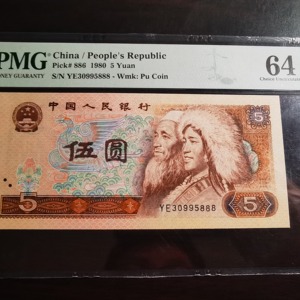 PMG
China / People's Republic
Pick# 886 1980 5 Yuan
S/N YE30995888 - Wmk: Pu Coin
64
Choice Uncirculated
MONEY GUARANTY
中国人民银行
5
伍圆
YE30995888
5
5